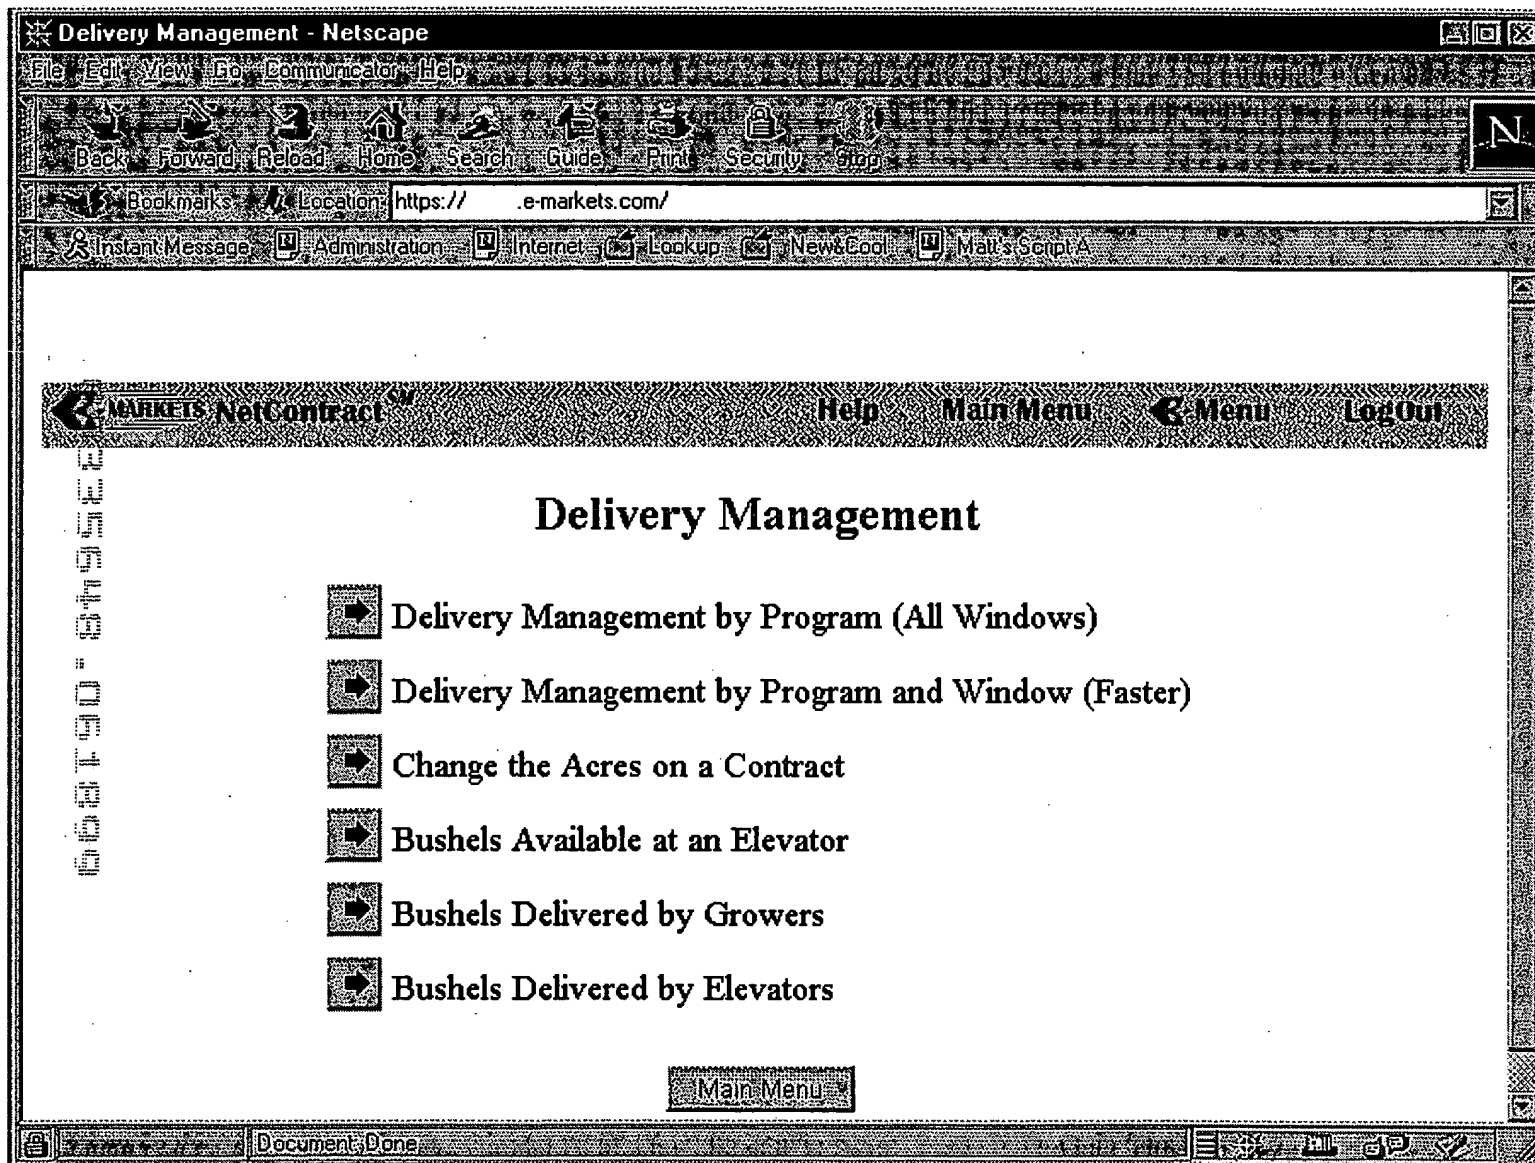 Delivery Management - Netscape
File Edit View Go Communicator Help
Back Forward Reload Home Search Guide Print Security Stop
Bookmarks Location: https:// .e-markets.com/
Instant Message Administration Internet Lookup New&Cool Matt's Script A
MARKETS NetContract SM Help Main Menu Menu LogOut
Delivery Management
Delivery Management by Program (All Windows)
Delivery Management by Program and Window (Faster)
Change the Acres on a Contract
Bushels Available at an Elevator
Bushels Delivered by Growers
Bushels Delivered by Elevators
Main Menu
Document: Done